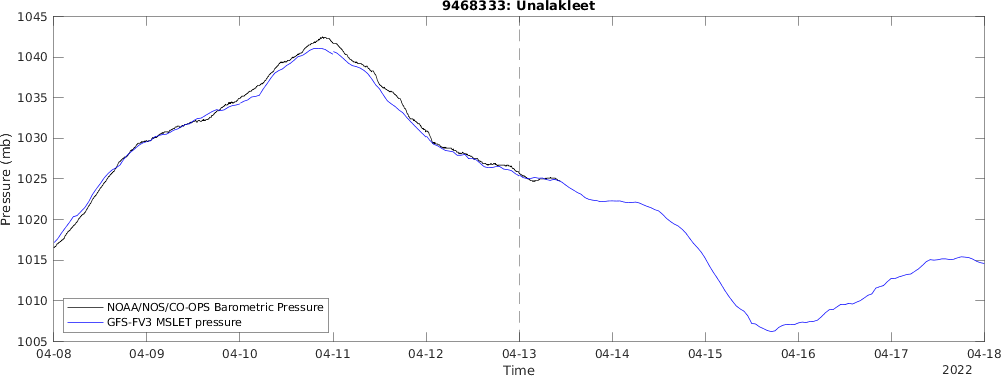 9468333: Unalakleet
1045
1040
1035
1030
1025
1020
1015
1010
1005
Pressure (mb)
NOAA/NOS/CO-OPS Barometric Pressure
GFS-FV3 MSLET pressure
04-08 04-09 04-10 04-11 04-12 04-13 04-14 04-15 04-16 04-17 04-18
Time
2022